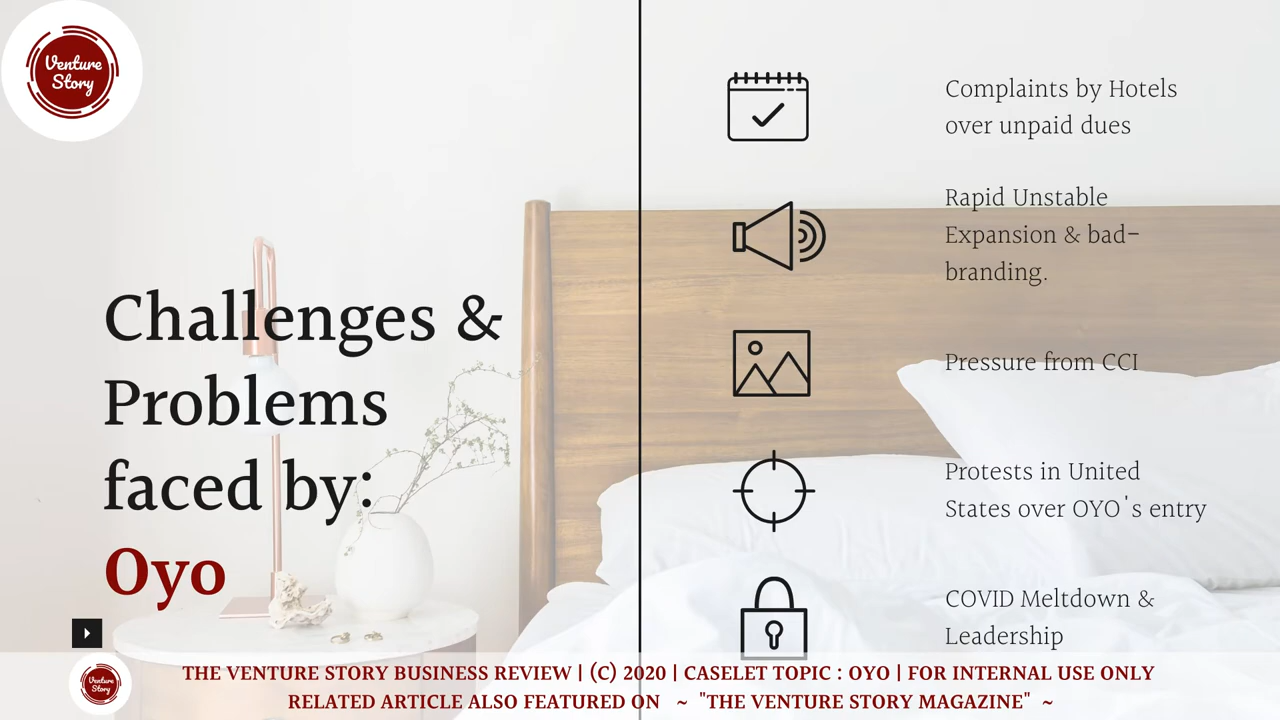 Venture
Story
Challenges &
Problems
faced by:
Oyo
Complaints by Hotels
over unpaid dues
Rapid Unstable
Expansion & bad-
branding.
Pressure from CCI
Protests in United
States over OYO's entry
COVID Meltdown &
Leadership
Venture
Story
THE VENTURE STORY BUSINESS REVIEW | (C) 2020 | CASELET TOPIC : OYO | FOR INTERNAL USE ONLY
RELATED ARTICLE ALSO FEATURED ON ~ "THE VENTURE STORY MAGAZINE" ~